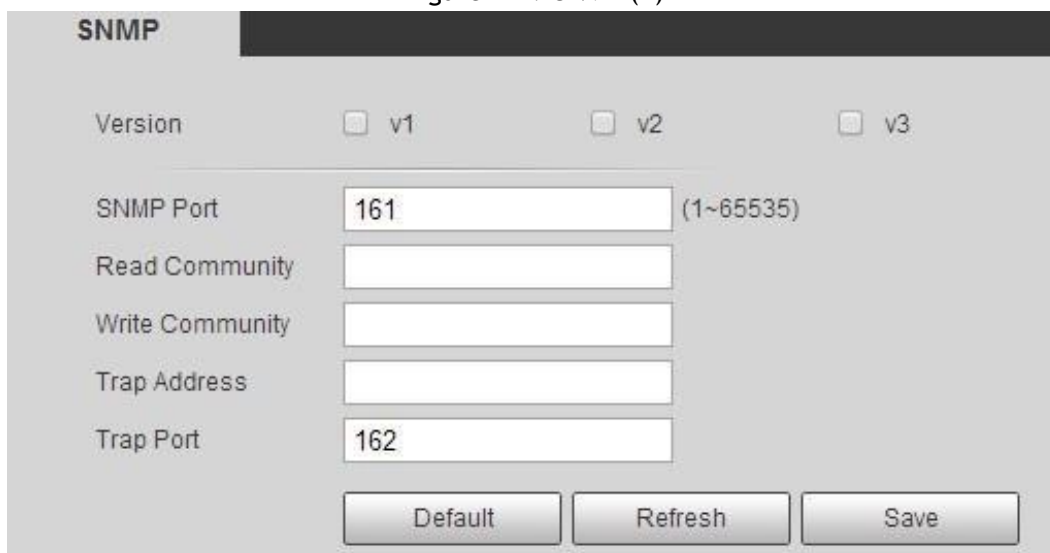 SNMP
Version v1 v2 v3
SNMP Port 161 (1~65535)
Read Community
Write Community
Trap Address
Trap Port 162
Default Refresh Save